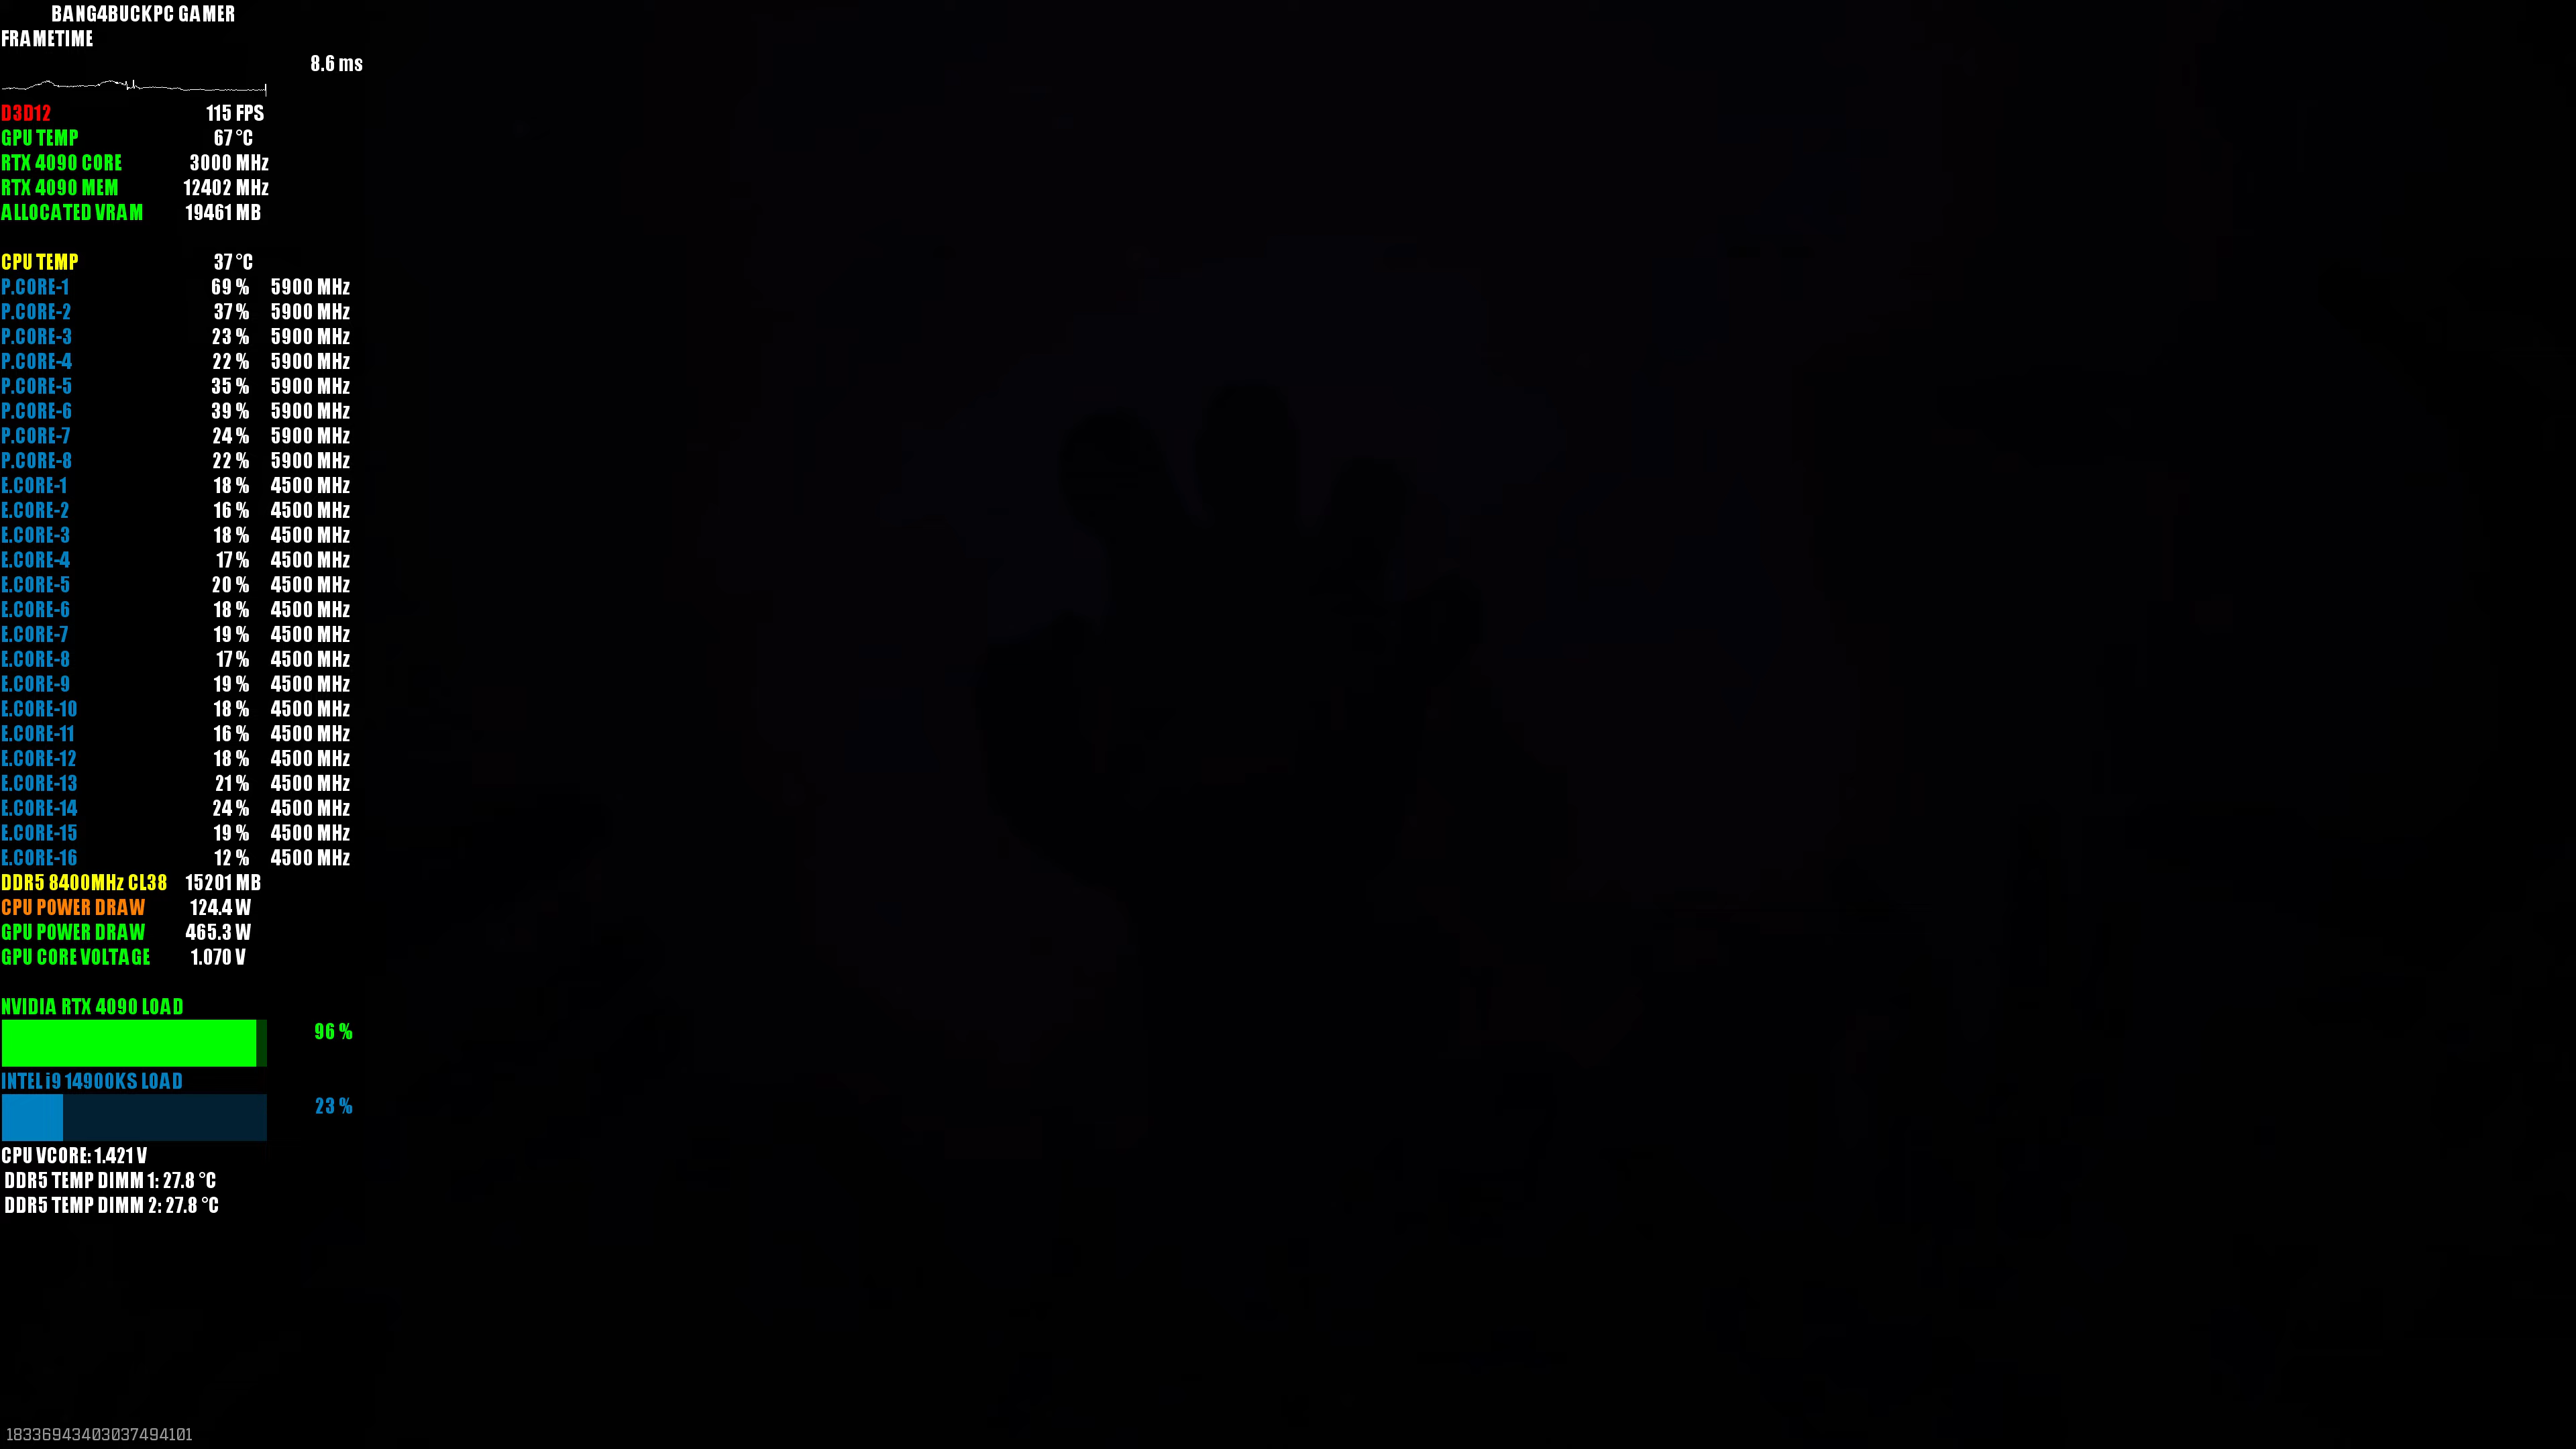 BANG4BUCKPC GAMER
FRAMETIME
8.6 ms
D3D12 115 FPS
GPU TEMP 67 °C
RTX 4090 CORE 3000 MHz
RTX 4090 MEM 12402 MHz
ALLOCATED VRAM 19461 MB
CPU TEMP 37 °C
P.CORE-1 69 % 5900 MHz
P.CORE-2 37 % 5900 MHz
P.CORE-3 23 % 5900 MHz
P.CORE-4 22 % 5900 MHz
P.CORE-5 35 % 5900 MHz
P.CORE-6 39 % 5900 MHz
P.CORE-7 24 % 5900 MHz
P.CORE-8 22 % 5900 MHz
E.CORE-1 18 % 4500 MHz
E.CORE-2 16 % 4500 MHz
E.CORE-3 18 % 4500 MHz
E.CORE-4 17 % 4500 MHz
E.CORE-5 20 % 4500 MHz
E.CORE-6 18 % 4500 MHz
E.CORE-7 19 % 4500 MHz
E.CORE-8 17 % 4500 MHz
E.CORE-9 19 % 4500 MHz
E.CORE-10 18 % 4500 MHz
E.CORE-11 16 % 4500 MHz
E.CORE-12 18 % 4500 MHz
E.CORE-13 21 % 4500 MHz
E.CORE-14 24 % 4500 MHz
E.CORE-15 19 % 4500 MHz
E.CORE-16 12 % 4500 MHz
DDR5 8400MHz CL38 15201 MB
CPU POWER DRAW 124.4 W
GPU POWER DRAW 465.3 W
GPU CORE VOLTAGE 1.070 V
NVIDIA RTX 4090 LOAD
96 %
INTEL i9 14900KS LOAD
23 %
CPU VCORE: 1.421 V
DDR5 TEMP DIMM 1: 27.8 °C
DDR5 TEMP DIMM 2: 27.8 °C
18336943403037494101